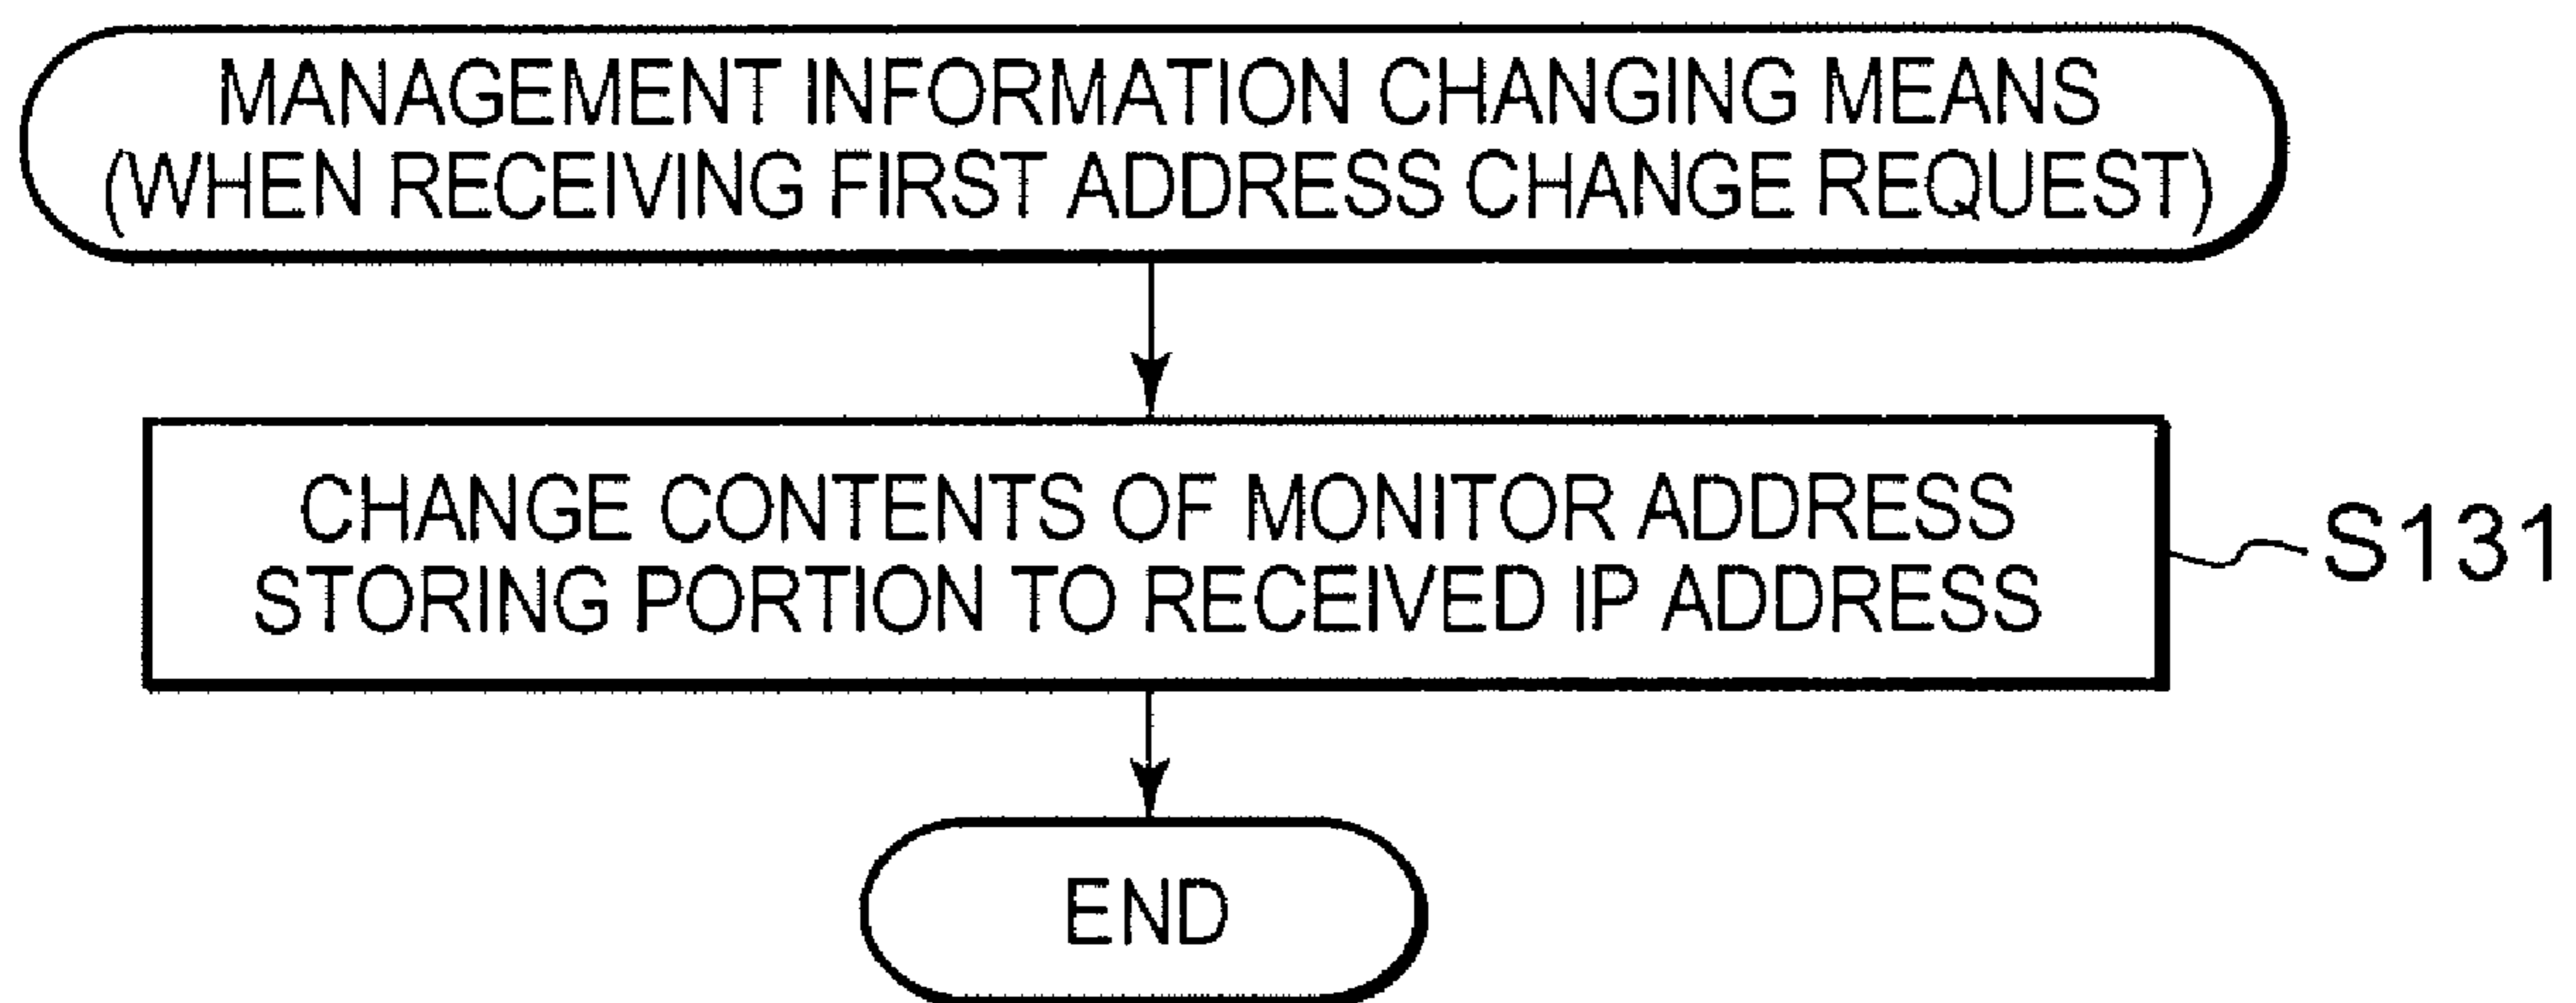 MANAGEMENT INFORMATION CHANGING MEANS
(WHEN RECEIVING FIRST ADDRESS CHANGE REQUEST)
CHANGE CONTENTS OF MONITOR ADDRESS
STORING PORTION TO RECEIVED IP ADDRESS
S131
END